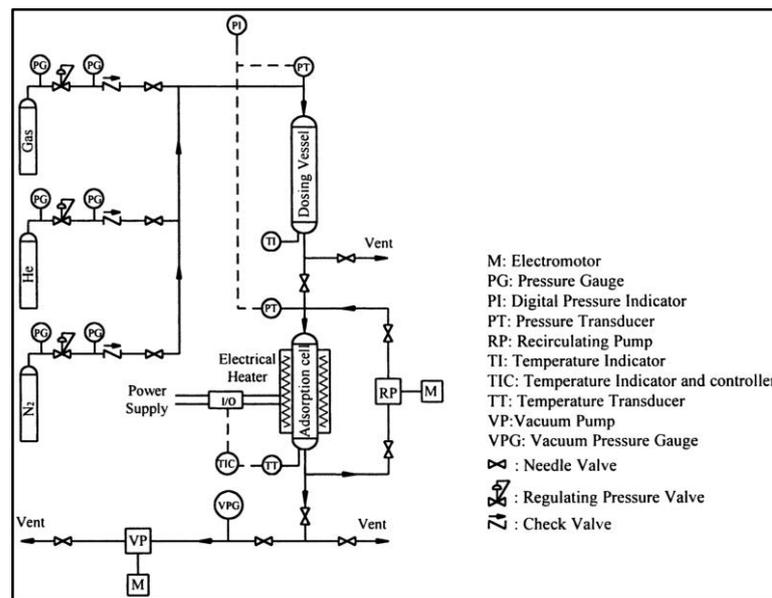 PI
PG
PG
PT
Gas
Dosing Vessel
PG
PG
He
TI
Vent
PT
PG
PG
N₂
Electrical
Heater
Adsorption cell
Power
Supply
I/O
RP
M
TIC
TT
VPG
Vent
Vent
VP
M
M: Electromotor
PG: Pressure Gauge
PI: Digital Pressure Indicator
PT: Pressure Transducer
RP: Recirculating Pump
TI: Temperature Indicator
TIC: Temperature Indicator and controller
TT: Temperature Transducer
VP:Vacuum Pump
VPG: Vacuum Pressure Gauge
: Needle Valve
: Regulating Pressure Valve
: Check Valve